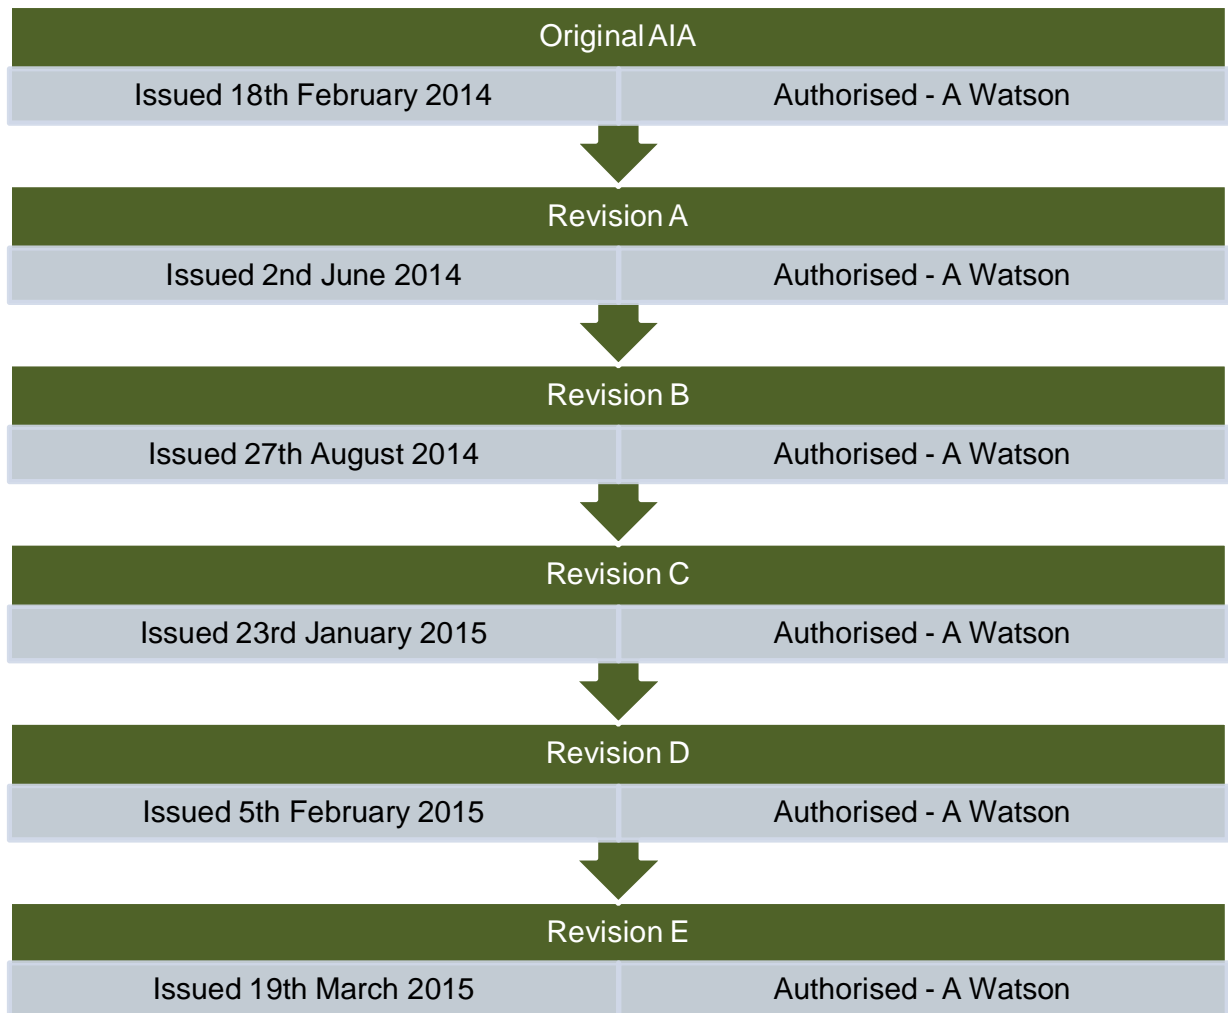 Original AIA
Issued 18th February 2014 Authorised - A Watson
Revision A
Issued 2nd June 2014 Authorised - A Watson
Revision B
Issued 27th August 2014 Authorised - A Watson
Revision C
Issued 23rd January 2015 Authorised - A Watson
Revision D
Issued 5th February 2015 Authorised - A Watson
Revision E
Issued 19th March 2015 Authorised - A Watson